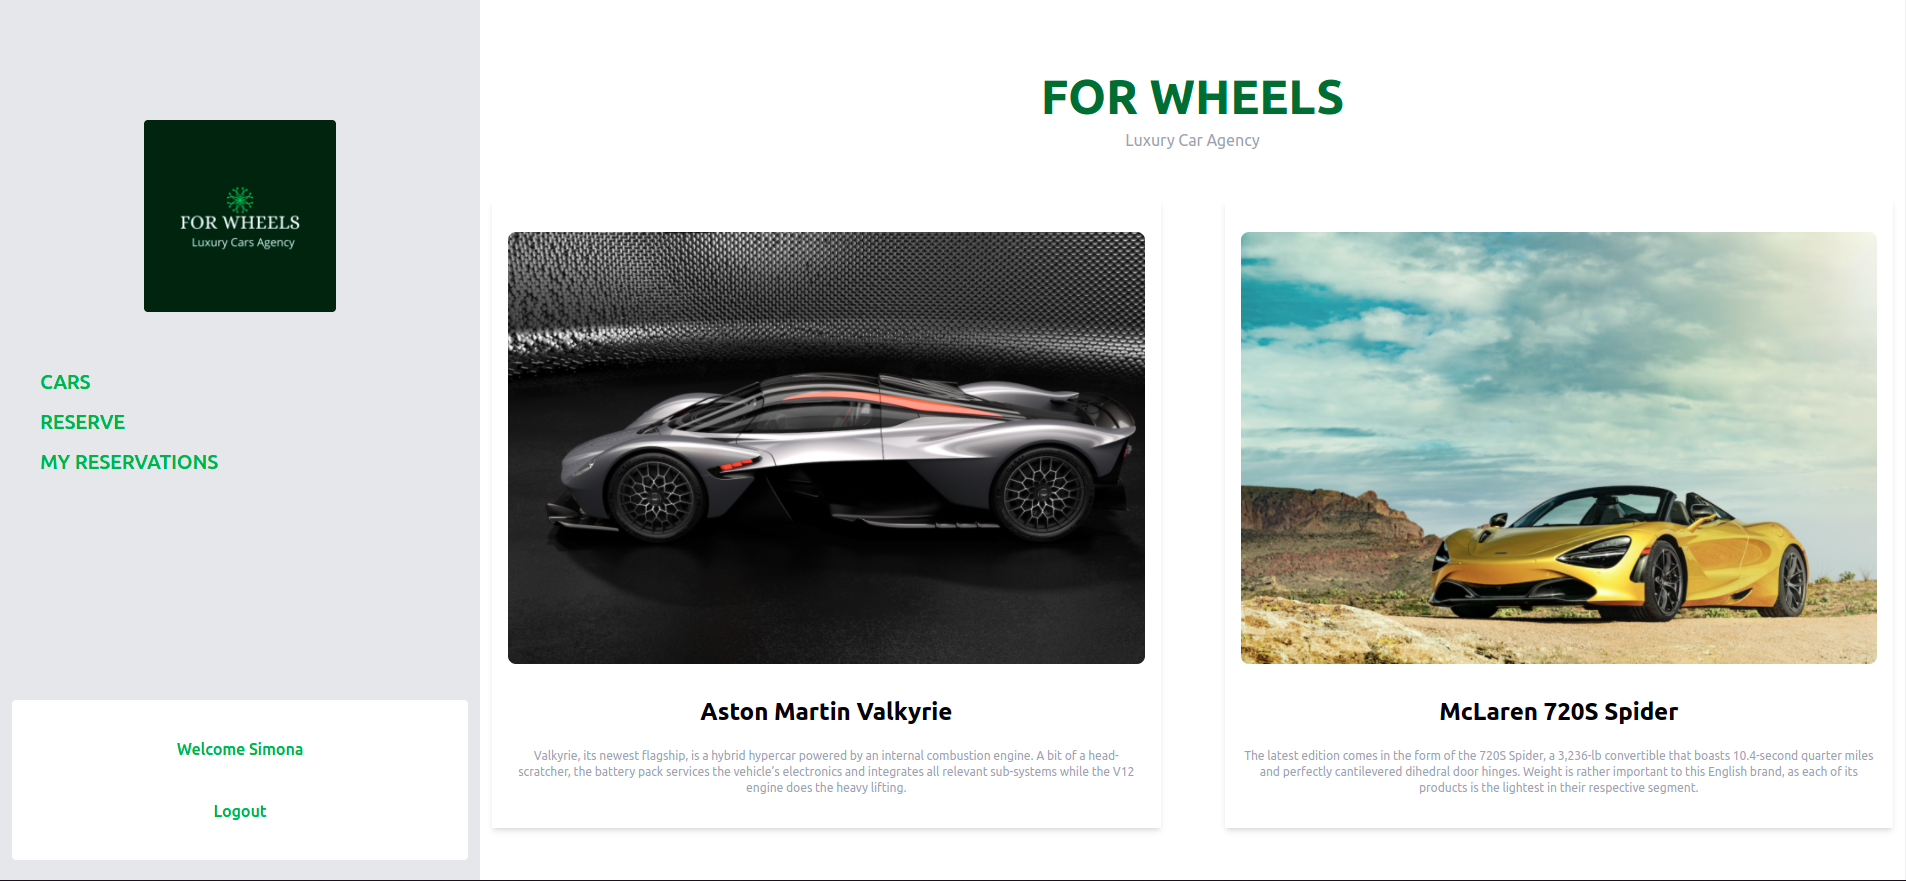 FOR WHEELS
Luxury Cars Agency
CARS
RESERVE
MY RESERVATIONS
Welcome Simona
Logout
FOR WHEELS
Luxury Car Agency
Aston Martin Valkyrie
Valkyrie, its newest flagship, is a hybrid hypercar powered by an internal combustion engine. A bit of a head-
scratcher, the battery pack services the vehicle's electronics and integrates all relevant sub-systems while the V12
engine does the heavy lifting.
McLaren 720S Spider
The latest edition comes in the form of the 720S Spider, a 3,236-lb convertible that boasts 10.4-second quarter miles
and perfectly cantilevered dihedral door hinges. Weight is rather important to this English brand, as each of its
products is the lightest in their respective segment.